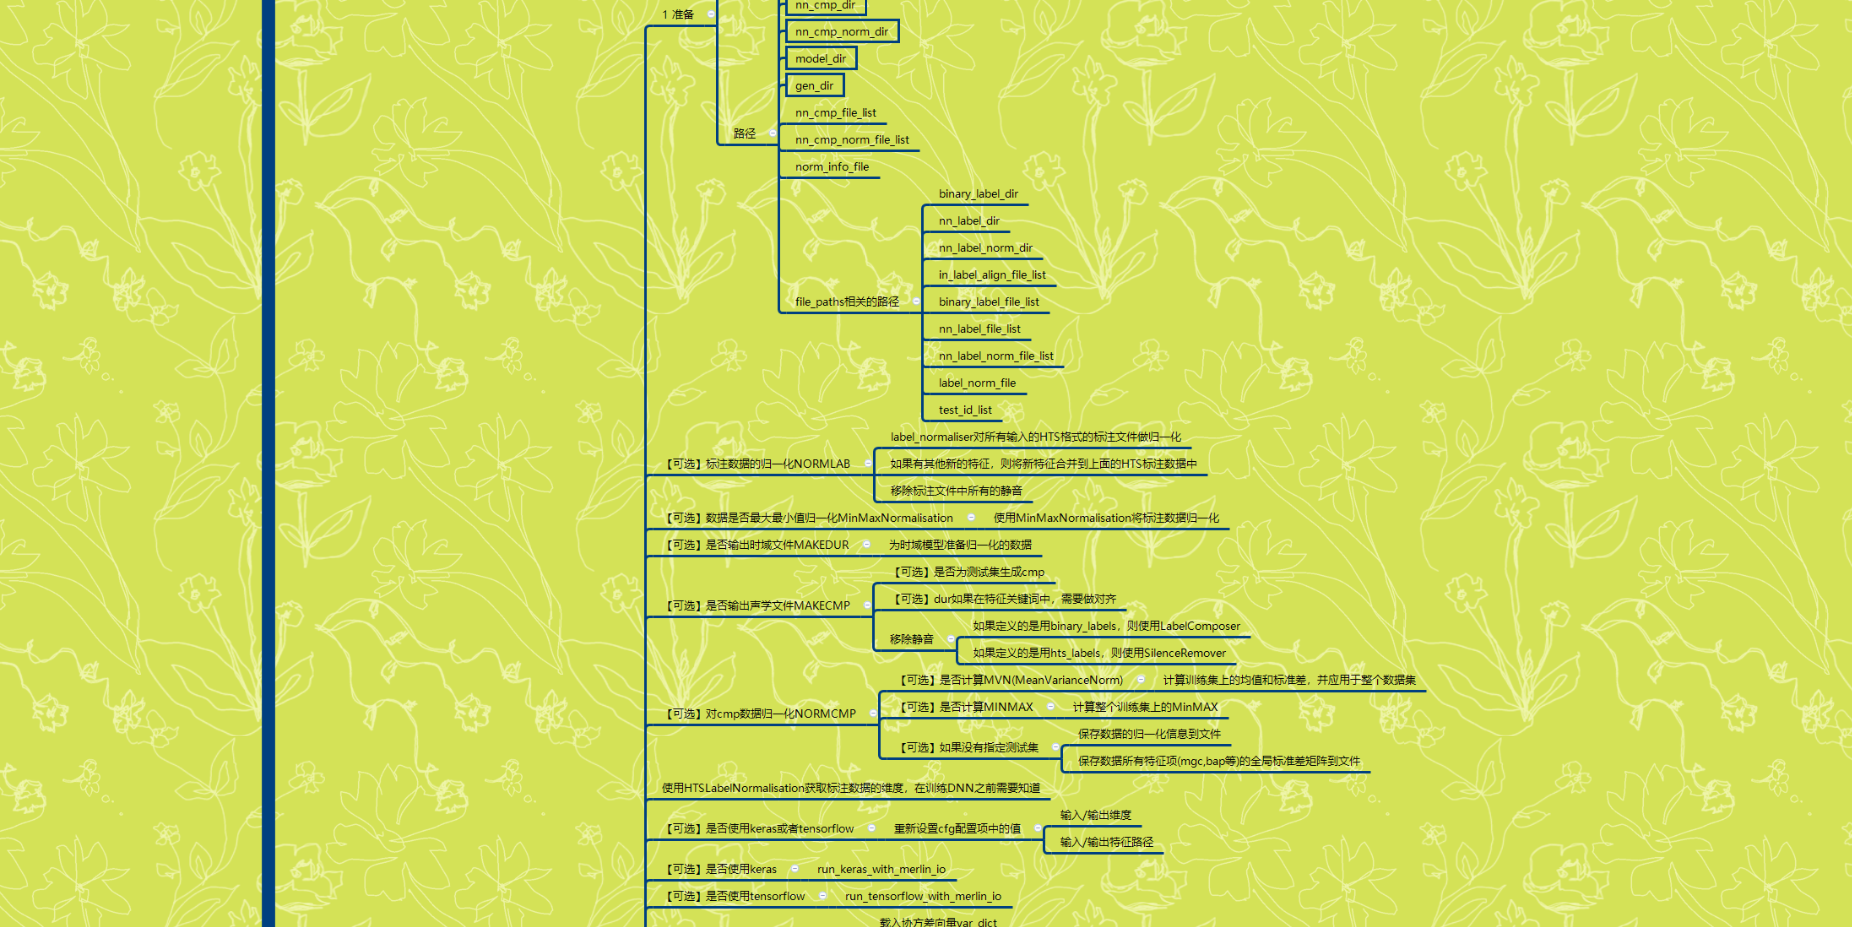 nn_cmp_dir
1 准备
nn_cmp_norm_dir
model_dir
gen_dir
nn_cmp_file_list
路径
nn_cmp_norm_file_list
norm_info_file
binary_label_dir
nn_label_dir
nn_label_norm_dir
in_label_align_file_list
file_paths相关的路径
binary_label_file_list
nn_label_file_list
nn_label_norm_file_list
label_norm_file
test_id_list
label_normaliser对所有输入的HTS格式的标注文件做归一化
【可选】标注数据的归一化NORMLAB
如果有其他新的特征，则将新特征合并到上面的HTS标注数据中
移除标注文件中所有的静音
【可选】数据是否最大最小值归一化MinMaxNormalisation
使用MinMaxNormalisation将标注数据归一化
【可选】是否输出时域文件MAKEDUR
为时域模型准备归一化的数据
【可选】是否为测试集生成cmp
【可选】是否输出声学文件MAKECMP
【可选】dur如果在特征关键词中，需要做对齐
移除静音
如果定义的是用binary_labels，则使用LabelComposer
如果定义的是用hts_labels，则使用SilenceRemover
【可选】是否计算MVN(MeanVarianceNorm)
计算训练集上的均值和标准差，并应用于整个数据集
【可选】对cmp数据归一化NORMCMP
【可选】是否计算MINMAX
计算整个训练集上的MinMAX
【可选】如果没有指定测试集
保存数据的归一化信息到文件
保存数据所有特征项(mgc,bap等)的全局标准差矩阵到文件
使用HTSLabelNormalisation获取标注数据的维度，在训练DNN之前需要知道
【可选】是否使用keras或者tensorflow
重新设置cfg配置项中的值
输入/输出维度
输入/输出特征路径
【可选】是否使用keras
run_keras_with_merlin_io
【可选】是否使用tensorflow
run_tensorflow_with_merlin_io
载入协方差向量var_dict